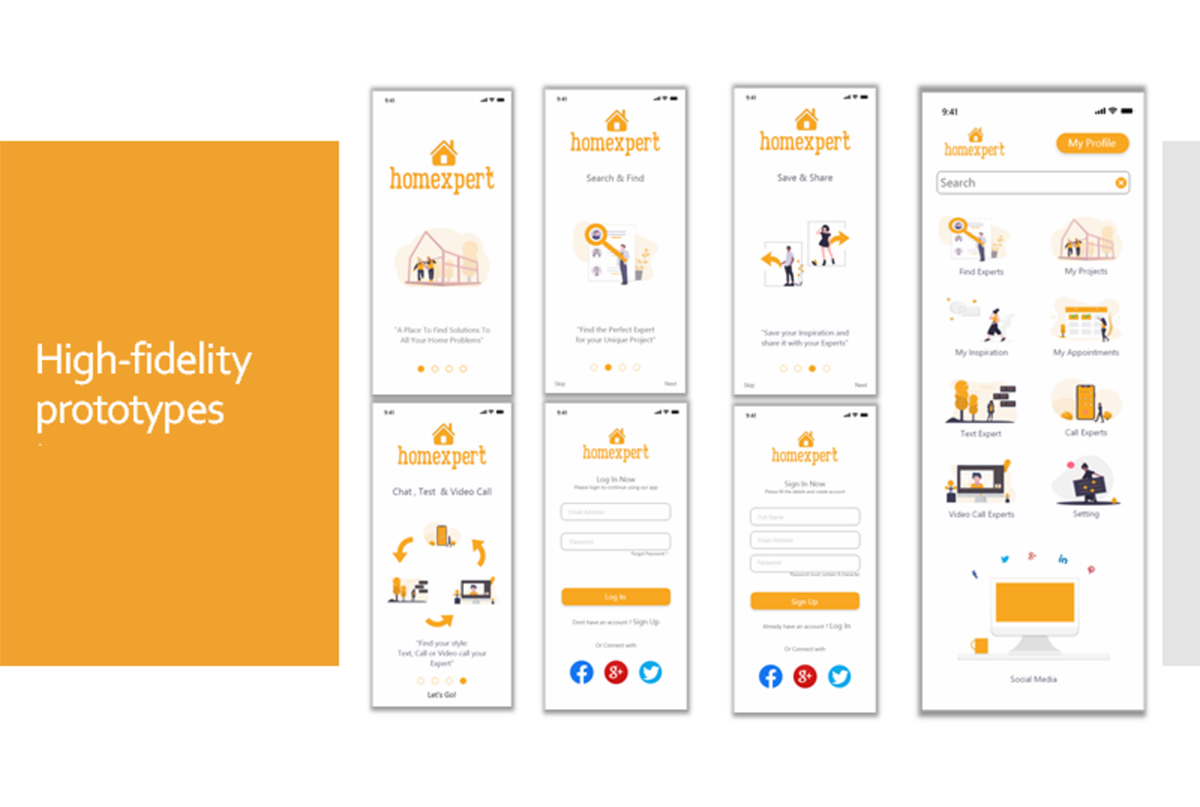 High-fidelity
prototypes
9:41
homexpert
"A Place To Find Solutions To
All Your Home Problems"
9:41
homexpert
Search & Find
"Find the Perfect Expert
for your Unique Project"
Skip
Next
9:41
homexpert
Save & Share
"Save your Inspiration and
share it with your Experts"
Skip
Next
9:41
homexpert
Chat , Test & Video Call
"Find your style:
Text, Call or Video call your
Expert"
Let's Go!
9:41
homexpert
Log In Now
Please login to continue using our app
Email Address
Password
Forgot Password ?
Log In
Dont have an account ? Sign Up
Or Connect with
f
g+
9:41
homexpert
Sign In Now
Please fill the details and create account
Full Name
Email Address
Password
Password must contain 8 character
Sign Up
Already have an account ? Log In
Or Connect with
f
g+
9:41
homexpert
My Profile
Search
Find Experts
My Projects
My Inspiration
My Appointments
Text Expert
Call Experts
Video Call Experts
Setting
g+
in
Social Media